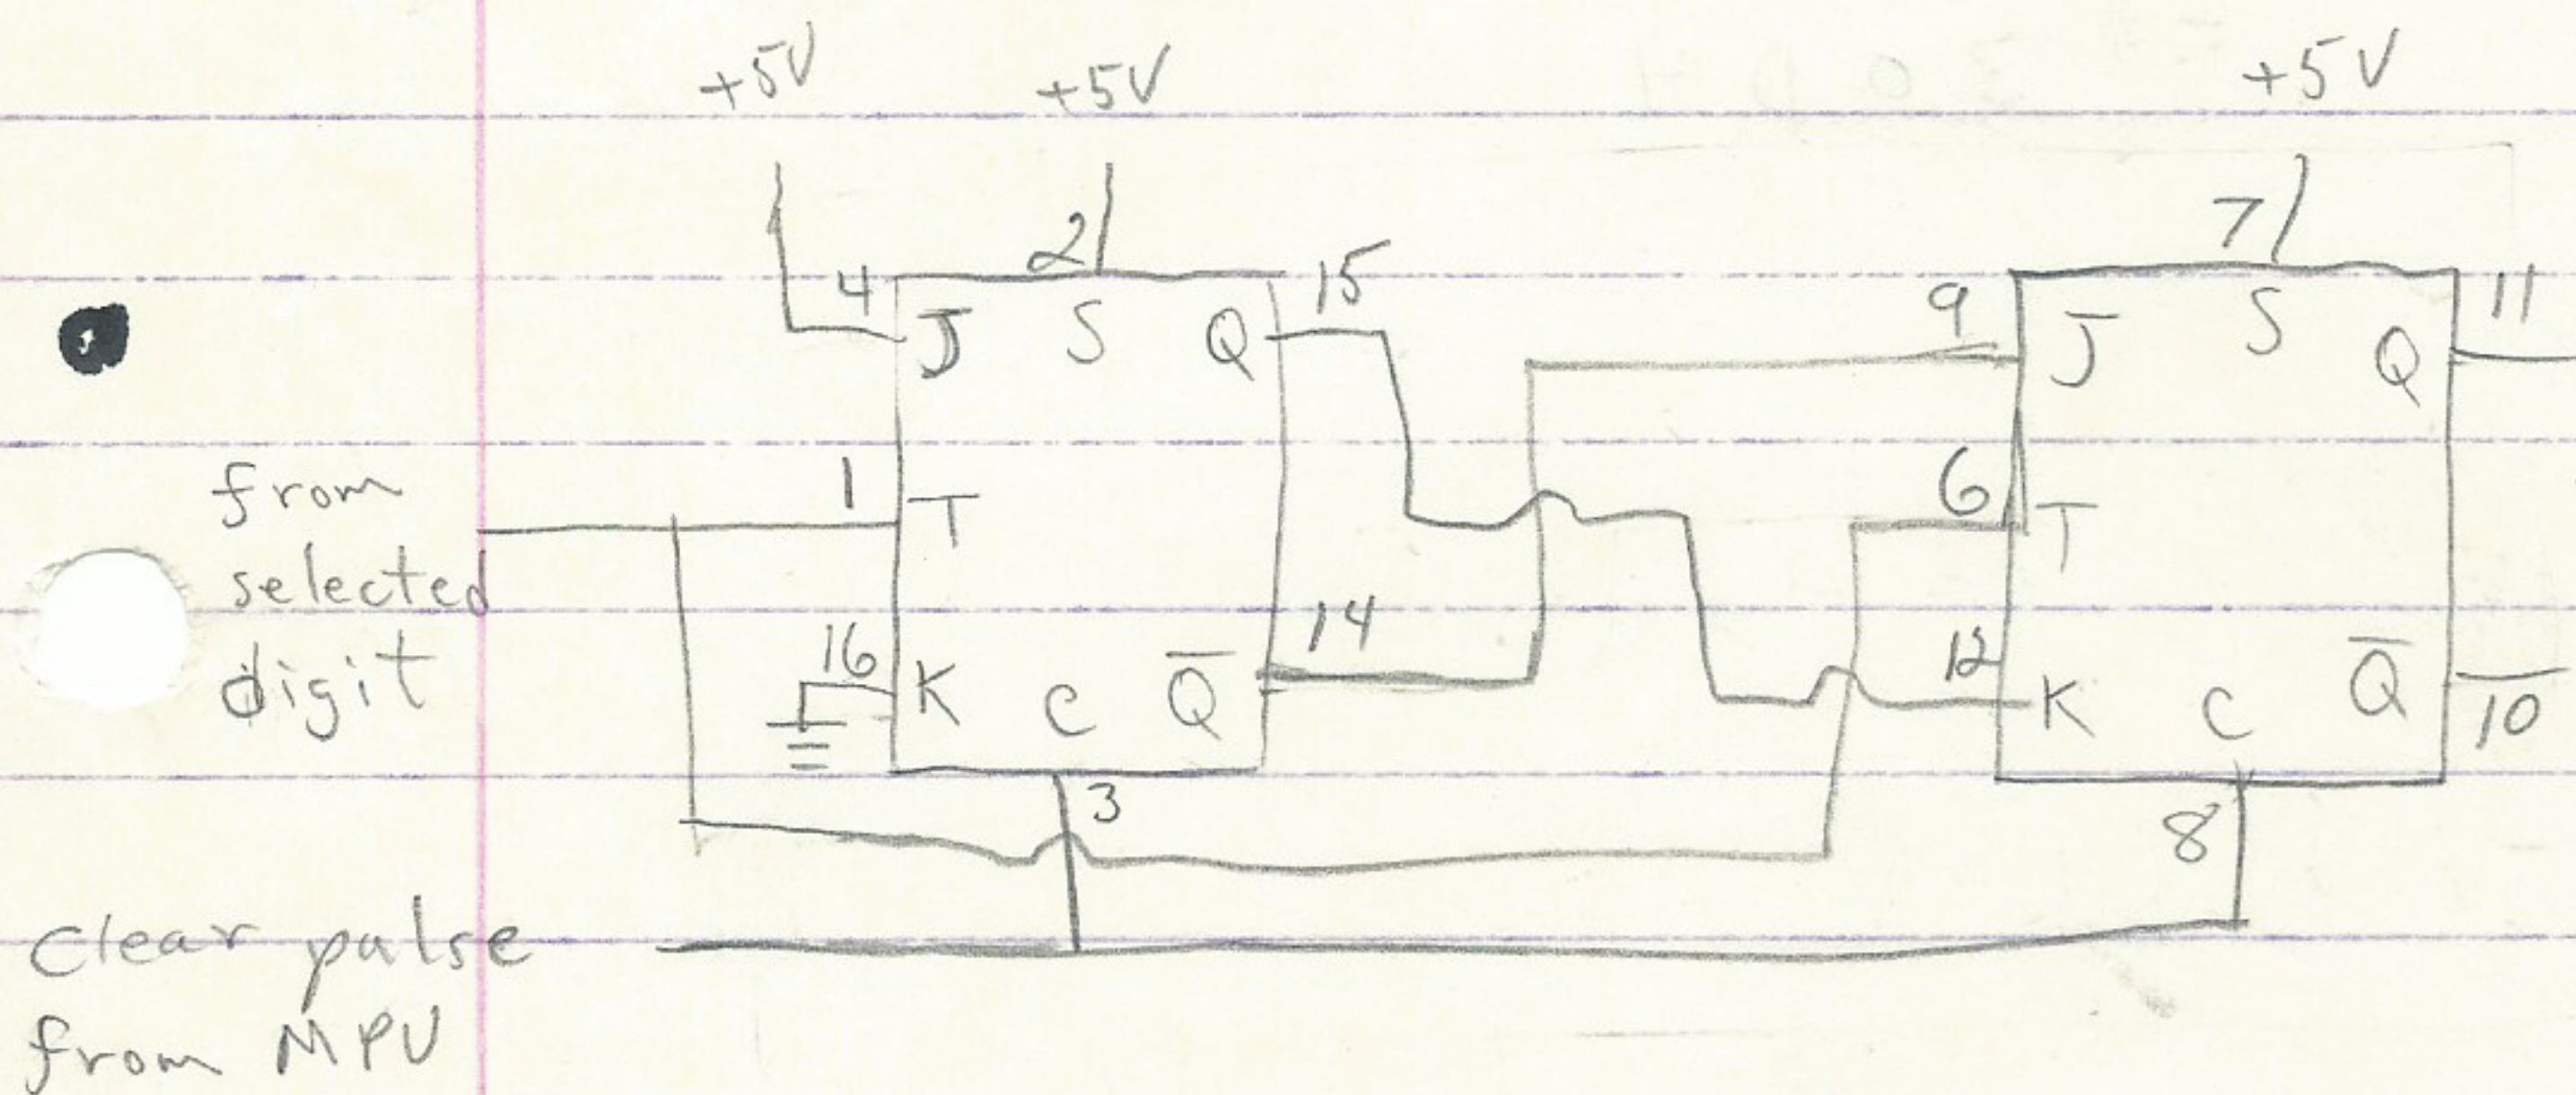 +5V +5V +5V
2 7
4 15 9 11
J S Q J S Q
1 6
T T
from
selected
digit
16 14 12
K C Q̅ K C Q̅
10
3
8
clear pulse
from MPU